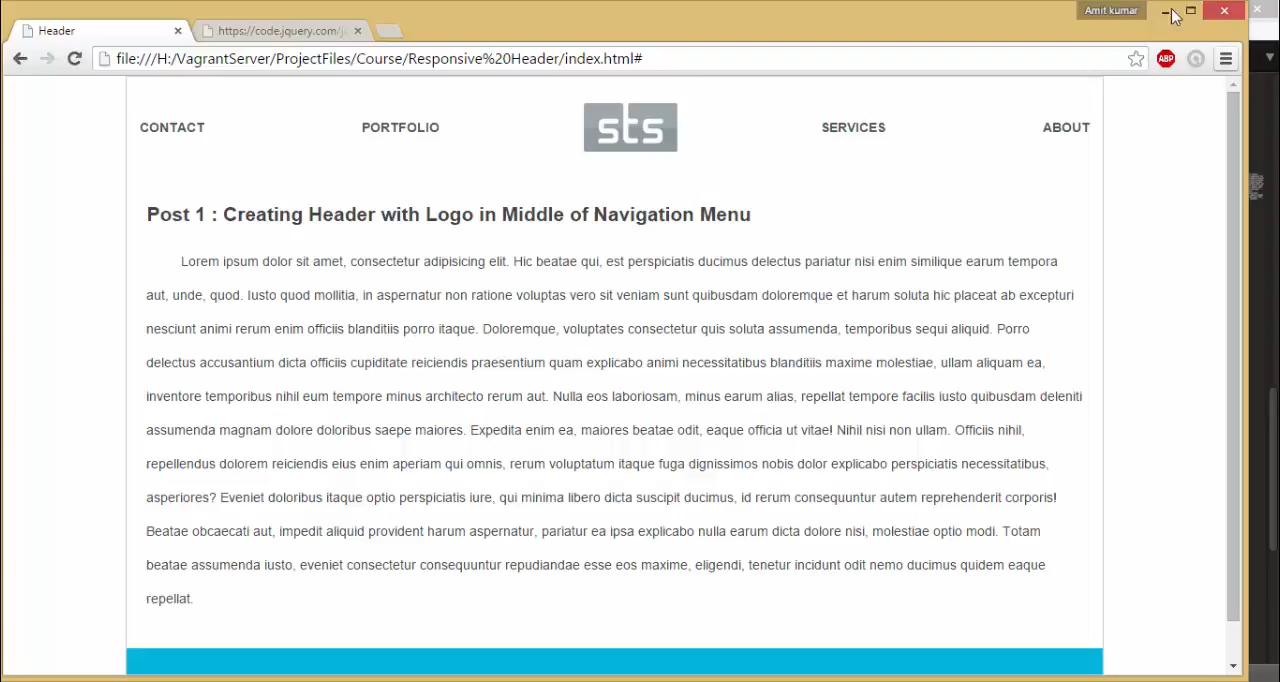 Amit kumar
Header
https://code.jquery.com/j
file:///H:/VagrantServer/ProjectFiles/Course/Responsive%20Header/index.html#
ABP
CONTACT PORTFOLIO sts SERVICES ABOUT
Post 1 : Creating Header with Logo in Middle of Navigation Menu
Lorem ipsum dolor sit amet, consectetur adipisicing elit. Hic beatae qui, est perspiciatis ducimus delectus pariatur nisi enim similique earum tempora
aut, unde, quod. Iusto quod mollitia, in aspernatur non ratione voluptas vero sit veniam sunt quibusdam doloremque et harum soluta hic placeat ab excepturi
nesciunt animi rerum enim officiis blanditiis porro itaque. Doloremque, voluptates consectetur quis soluta assumenda, temporibus sequi aliquid. Porro
delectus accusantium dicta officiis cupiditate reiciendis praesentium quam explicabo animi necessitatibus blanditiis maxime molestiae, ullam aliquam ea,
inventore temporibus nihil eum tempore minus architecto rerum aut. Nulla eos laboriosam, minus earum alias, repellat tempore facilis iusto quibusdam deleniti
assumenda magnam dolore doloribus saepe maiores. Expedita enim ea, maiores beatae odit, eaque officia ut vitae! Nihil nisi non ullam. Officiis nihil,
repellendus dolorem reiciendis eius enim aperiam qui omnis, rerum voluptatum itaque fuga dignissimos nobis dolor explicabo perspiciatis necessitatibus,
asperiores? Eveniet doloribus itaque optio perspiciatis iure, qui minima libero dicta suscipit ducimus, id rerum consequuntur autem reprehenderit corporis!
Beatae obcaecati aut, impedit aliquid provident harum aspernatur, pariatur ea ipsa explicabo nulla earum dicta dolore nisi, molestiae optio modi. Totam
beatae assumenda iusto, eveniet consectetur consequuntur repudiandae esse eos maxime, eligendi, tenetur incidunt odit nemo ducimus quidem eaque
repellat.